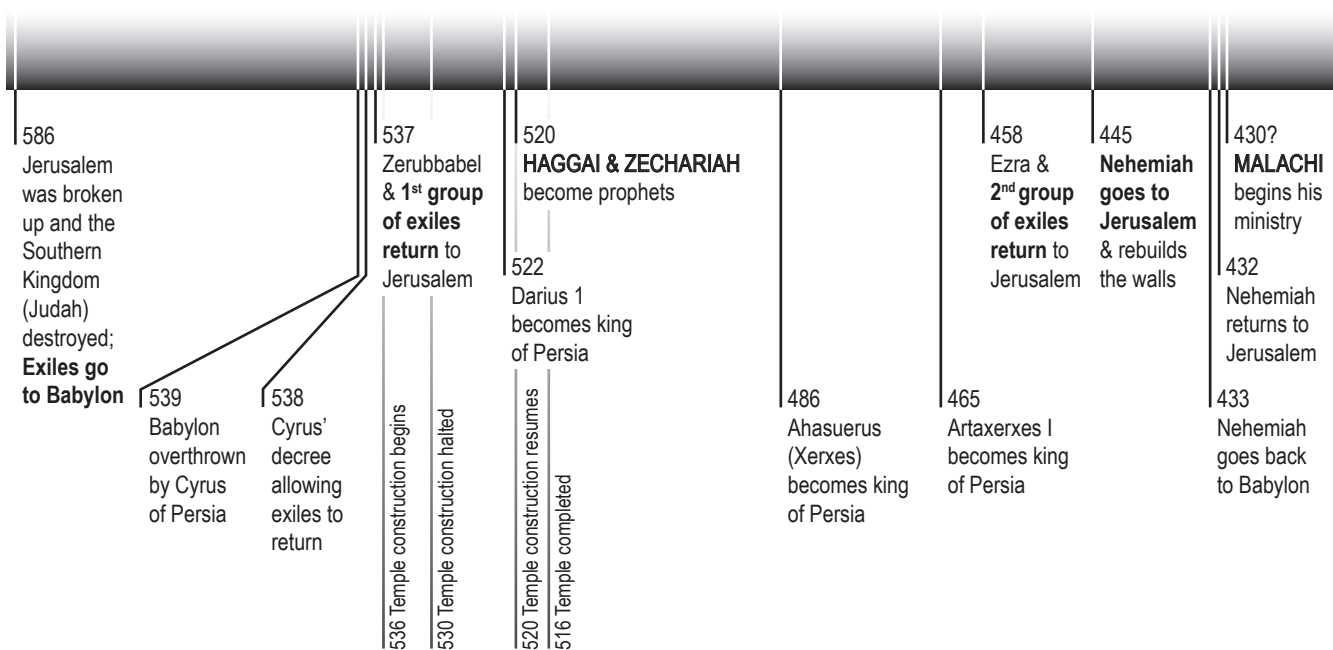 586
Jerusalem
was broken
up and the
Southern
Kingdom
(Judah)
destroyed;
Exiles go
to Babylon
539
Babylon
overthrown
by Cyrus
of Persia
538
Cyrus’
decree
allowing
exiles to
return
537
Zerubbabel
& 1st group
of exiles
return to
Jerusalem
536 Temple construction begins
530 Temple construction halted
520
HAGGAI & ZECHARIAH
become prophets
522
Darius 1
becomes king
of Persia
520 Temple construction resumes
516 Temple completed
486
Ahasuerus
(Xerxes)
becomes king
of Persia
465
Artaxerxes I
becomes king
of Persia
458
Ezra &
2nd group
of exiles
return to
Jerusalem
445
Nehemiah
goes to
Jerusalem
& rebuilds
the walls
430?
MALACHI
begins his
ministry
432
Nehemiah
returns to
Jerusalem
433
Nehemiah
goes back
to Babylon